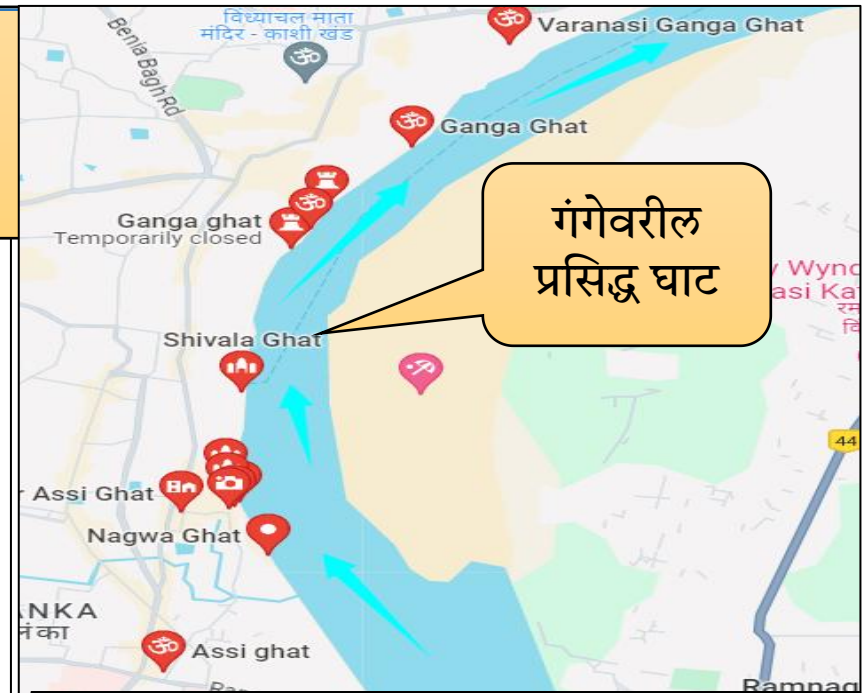 विंध्याचल माता
मंदिर - काशी खंड
Varanasi Ganga Ghat
Benia Bagh Rd
Ganga Ghat
Ganga ghat
Temporarily closed
गंगेवरील
प्रसिद्ध घाट
Shivala Ghat
44
Assi Ghat
Nagwa Ghat
Assi ghat